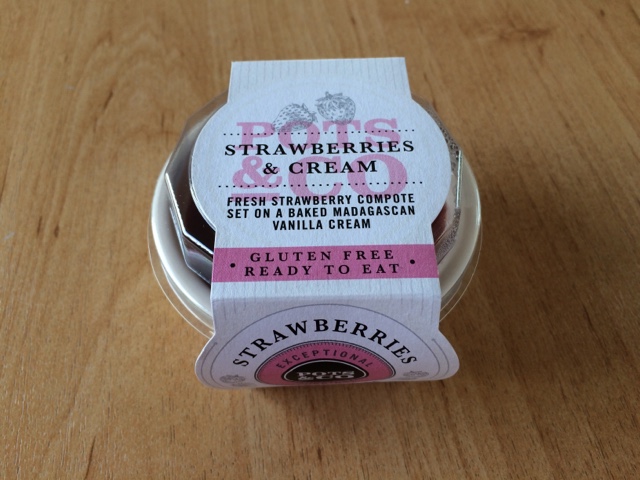 POTS
& CO
STRAWBERRIES
& CREAM
FRESH STRAWBERRY COMPOTE
SET ON A BAKED MADAGASCAN
VANILLA CREAM
• GLUTEN FREE
READY TO EAT •
STRAWBERRIES
EXCEPTIONAL
POTS
& CO